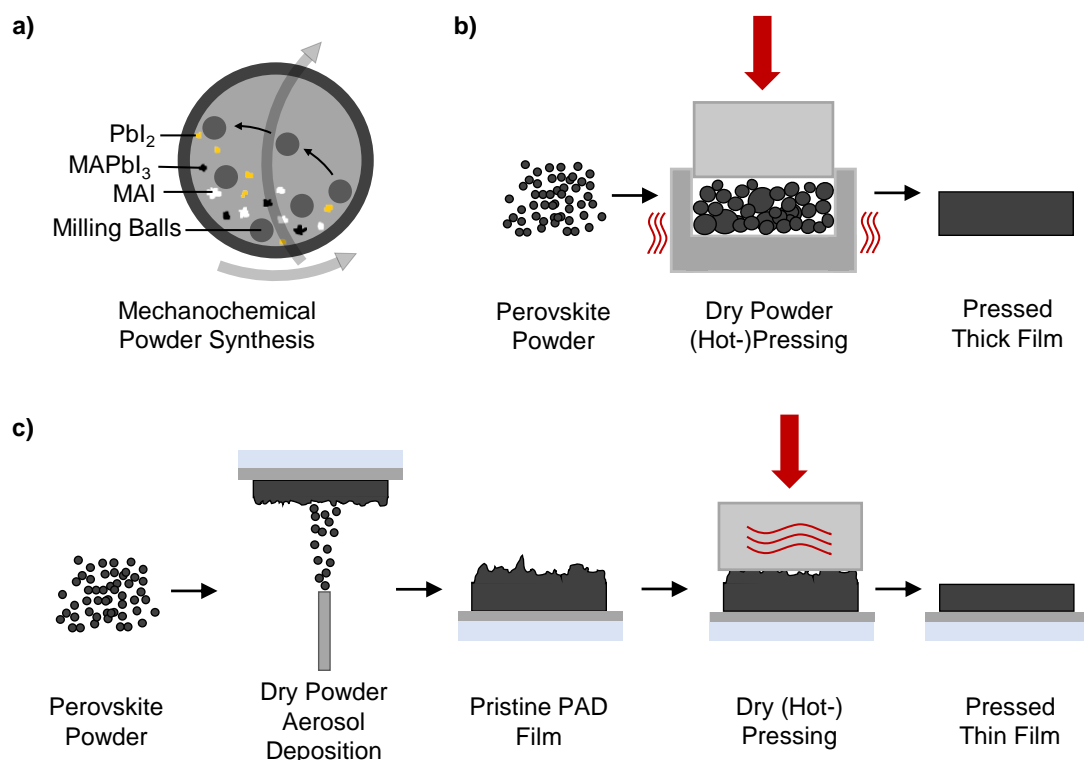 a)
PbI2
MAPbI3
MAI
Milling Balls
Mechanochemical
Powder Synthesis
b)
Perovskite
Powder
Dry Powder
(Hot-)Pressing
Pressed
Thick Film
c)
Perovskite
Powder
Dry Powder
Aerosol
Deposition
Pristine PAD
Film
Dry (Hot-)
Pressing
Pressed
Thin Film